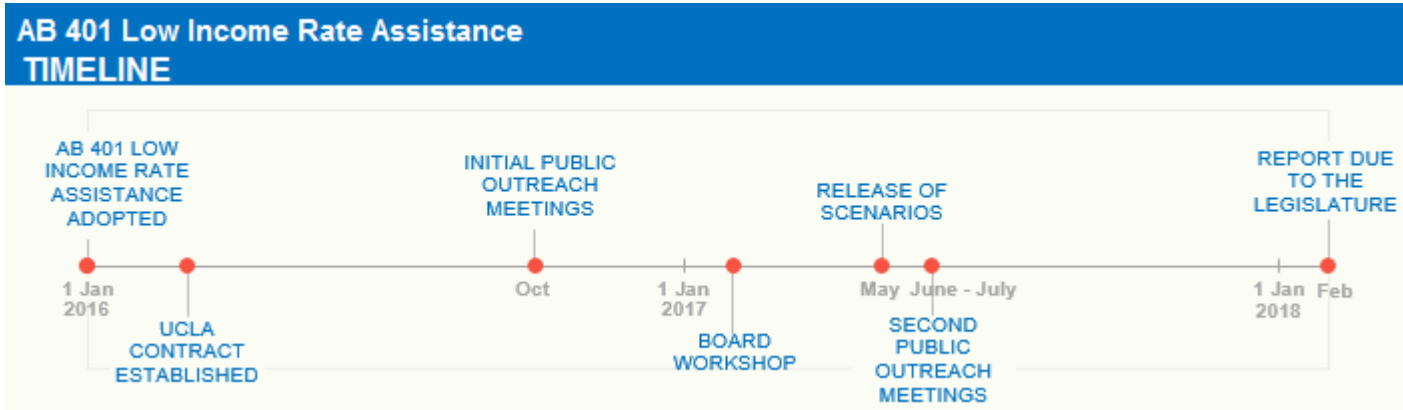 AB 401 Low Income Rate Assistance
TIMELINE
AB 401 LOW
INCOME RATE
ASSISTANCE
ADOPTED
INITIAL PUBLIC
OUTREACH
MEETINGS
RELEASE OF
SCENARIOS
REPORT DUE
TO THE
LEGISLATURE
1 Jan
2016
Oct
1 Jan
2017
May
June - July
1 Jan
2018
Feb
UCLA
CONTRACT
ESTABLISHED
BOARD
WORKSHOP
SECOND
PUBLIC
OUTREACH
MEETINGS